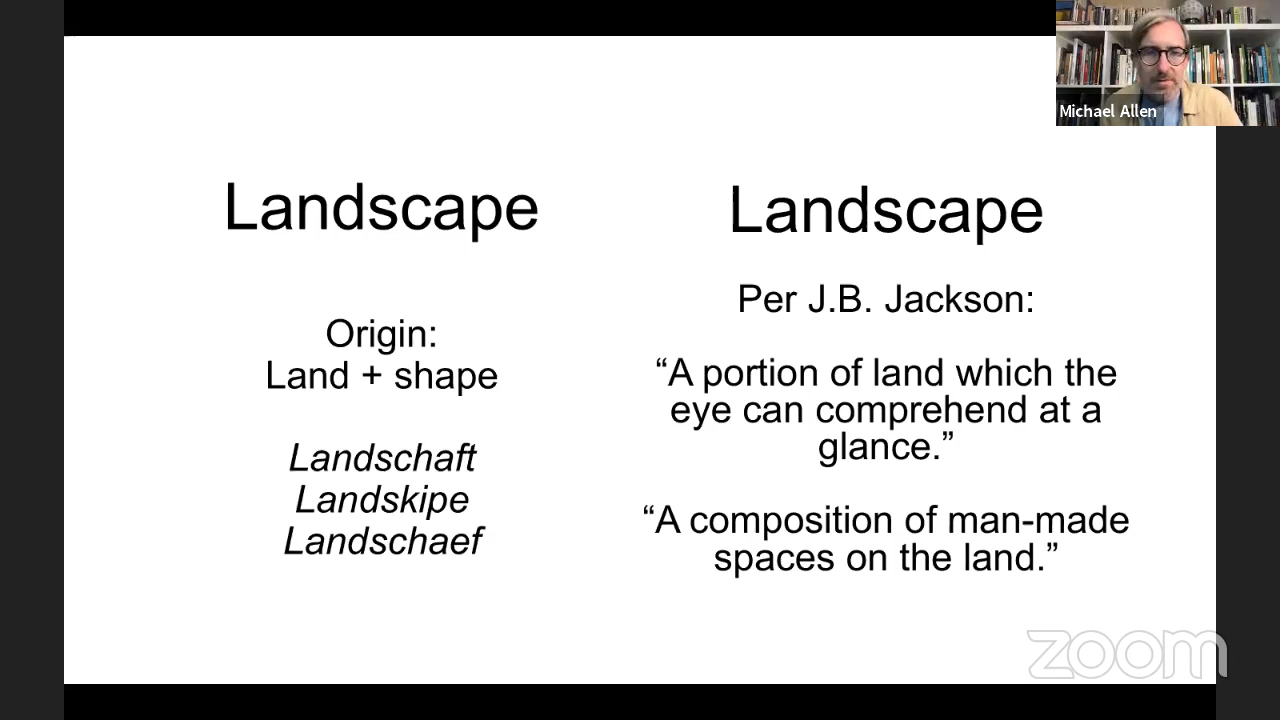 Michael Allen
Landscape
Origin:
Land + shape
Landschaft
Landskipe
Landschaef
Landscape
Per J.B. Jackson:
“A portion of land which the
eye can comprehend at a
glance.”
“A composition of man-made
spaces on the land.”
zoom